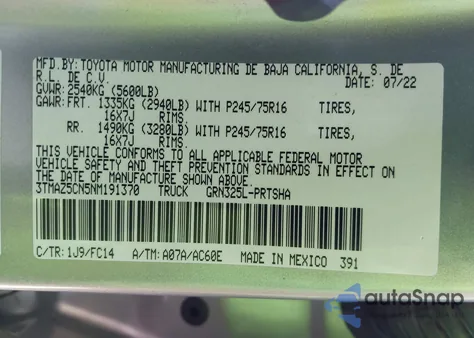 MFD.BY:TOYOTA MOTOR MANUFACTURING DE BAJA CALIFORNIA, S. DE
R.L. DE C.V. DATE: 07/22
GVWR:2540KG (5600LB)
GAWR:FRT. 1335KG (2940LB) WITH P245/75R16 TIRES,
16X7J RIMS
RR. 1490KG (3280LB) WITH P245/75R16 TIRES,
16X7J RIMS.
THIS VEHICLE CONFORMS TO ALL APPLICABLE FEDERAL MOTOR
VEHICLE SAFETY AND THEFT PREVENTION STANDARDS IN EFFECT ON
THE DATE OF MANUFACTURE SHOWN ABOVE.
3TMAZ5CN5NM191370 TRUCK GRN325L-PRTSHA
C/TR:1J9/FC14 A/TM:A07A/AC60E MADE IN MEXICO 391
autoSnap